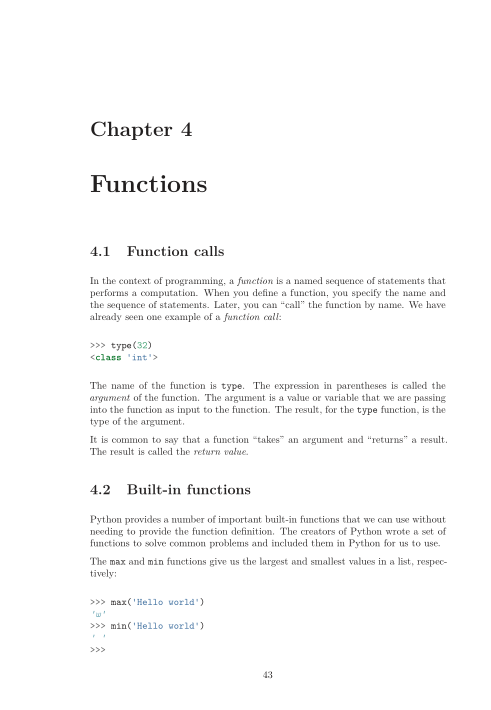 Chapter 4
Functions
4.1 Function calls
In the context of programming, a function is a named sequence of statements that
performs a computation. When you define a function, you specify the name and
the sequence of statements. Later, you can “call” the function by name. We have
already seen one example of a function call:
>>> type(32)
<class 'int'>
The name of the function is type. The expression in parentheses is called the
argument of the function. The argument is a value or variable that we are passing
into the function as input to the function. The result, for the type function, is the
type of the argument.
It is common to say that a function “takes” an argument and “returns” a result.
The result is called the return value.
4.2 Built-in functions
Python provides a number of important built-in functions that we can use without
needing to provide the function definition. The creators of Python wrote a set of
functions to solve common problems and included them in Python for us to use.
The max and min functions give us the largest and smallest values in a list, respec-
tively:
>>> max('Hello world')
'w'
>>> min('Hello world')
' '
>>>
43